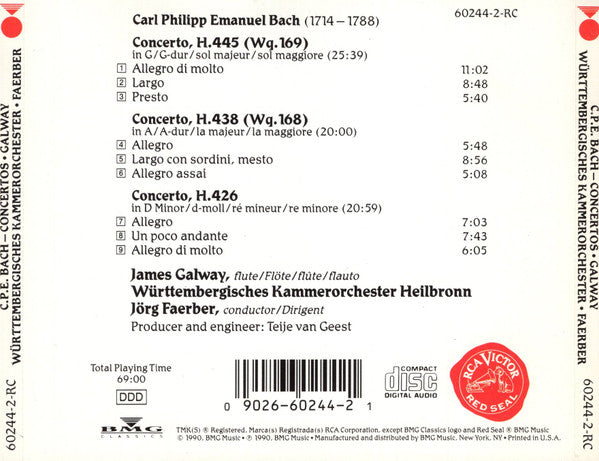 C.P.E. BACH – CONCERTOS • GALWAY
WÜRTTEMBERGISCHES KAMMERORCHESTER • FAERBER
60244-2-RC
Carl Philipp Emanuel Bach (1714–1788)
60244-2-RC
Concerto, H.445 (Wq.169)
in G/G-dur/sol majeur/sol maggiore (25:39)
1 Allegro di molto 11:02
2 Largo 8:48
3 Presto 5:40
Concerto, H.438 (Wq.168)
in A/A-dur/la majeur/la maggiore (20:00)
4 Allegro 5:48
5 Largo con sordini, mesto 8:56
6 Allegro assai 5:08
Concerto, H.426
in D Minor/d-moll/ré mineur/re minore (20:59)
7 Allegro 7:03
8 Un poco andante 7:43
9 Allegro di molto 6:05
James Galway, flute/Flöte/flûte/flauto
Württembergisches Kammerorchester Heilbronn
Jörg Faerber, conductor/Dirigent
Producer and engineer: Teije van Geest
Total Playing Time
69:00
DDD
BMG
CLASSICS
0 9026-60244-2 1
COMPACT
disc
DIGITAL AUDIO
RCA VICTOR
RED SEAL
TMK(S) ® Registered, Marca(s) Registrada(s) RCA Corporation, except BMG Classics logo and Red Seal ® BMG Music
© 1990, BMG Music • ℗ 1990, BMG Music • Manufactured and distributed by BMG Music, New York, NY • Printed in U.S.A.
C.P.E. BACH – CONCERTOS • GALWAY
WÜRTTEMBERGISCHES KAMMERORCHESTER • FAERBER
60244-2-RC